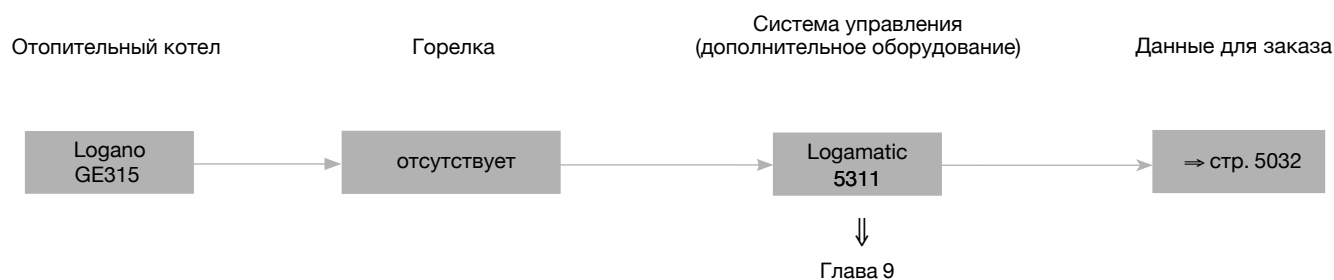 Отопительный котел
Горелка
Система управления
(дополнительное оборудование)
Данные для заказа
Logano
GE315
отсутствует
Logamatic
5311
⇒ стр. 5032
⇓
Глава 9